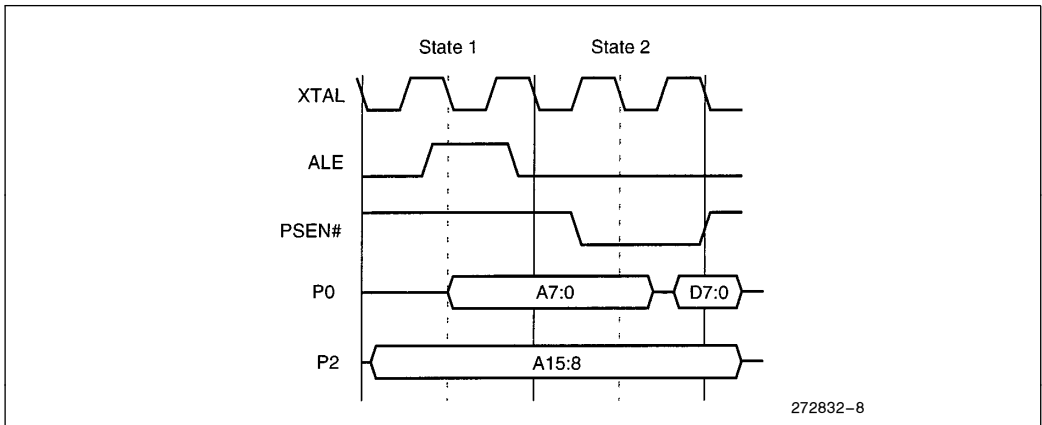 State 1 State 2
XTAL
ALE
PSEN#
P0 A7:0 D7:0
P2 A15:8
272832–8